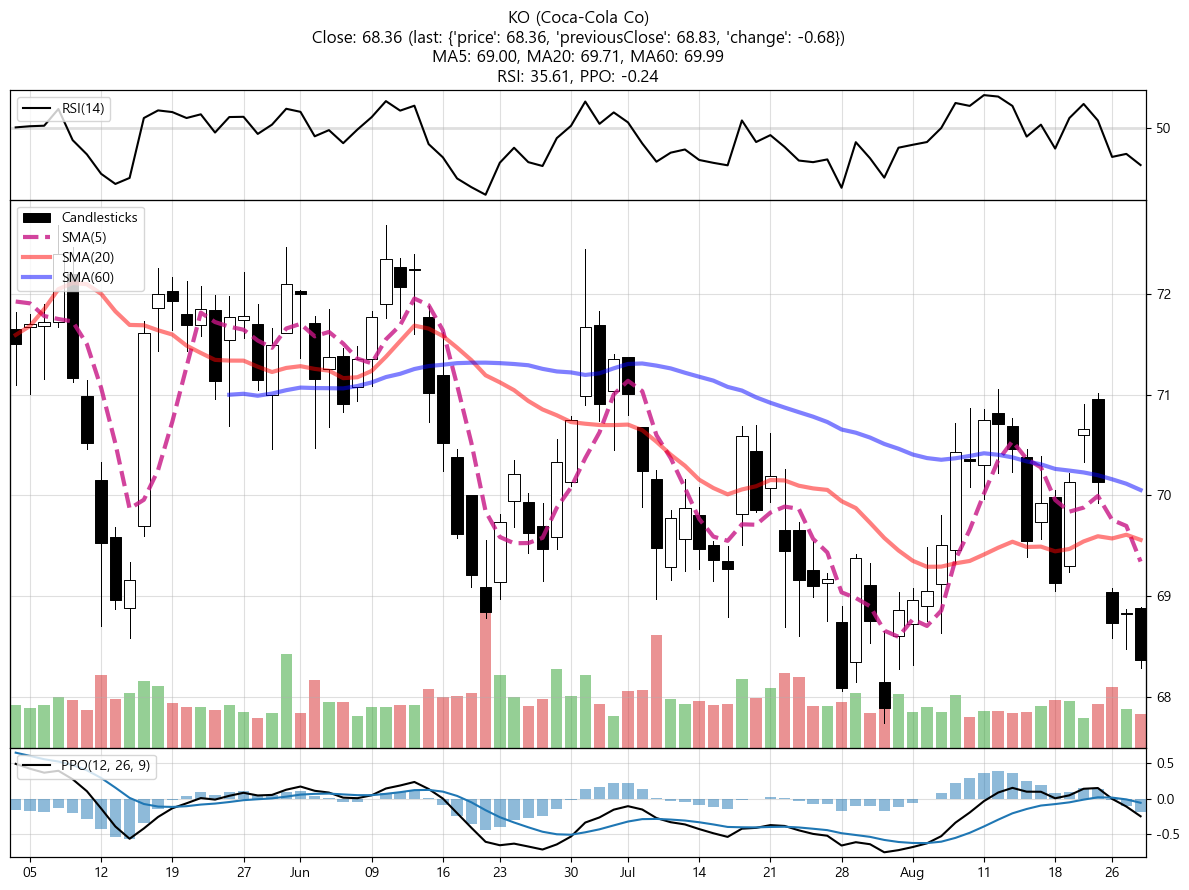 KO (Coca-Cola Co)
Close: 68.36 (last: {'price': 68.36, 'previousClose': 68.83, 'change': -0.68})
MA5: 69.00, MA20: 69.71, MA60: 69.99
RSI: 35.61, PPO: -0.24
RSI(14)
50
Candlesticks
SMA(5)
SMA(20)
SMA(60)
72
71
70
69
68
PPO(12, 26, 9)
0.5
0.0
-0.5
05 12 19 27 Jun 09 16 23 30 Jul 14 21 28 Aug 11 18 26